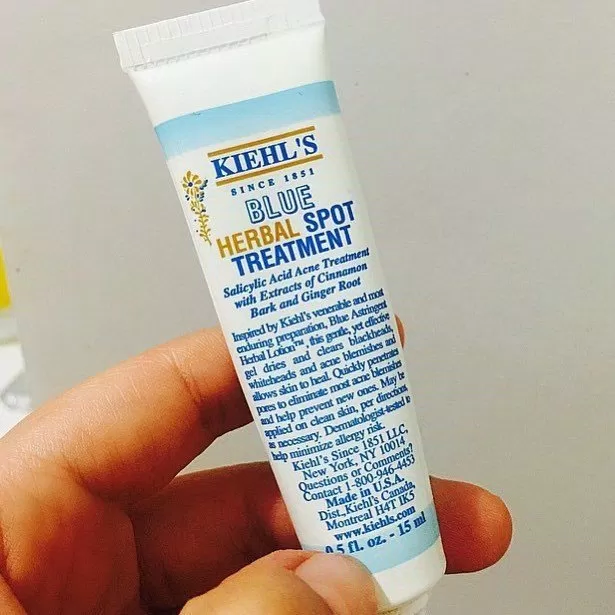 KIEHL'S
SINCE 1851
BLUE
HERBAL SPOT
TREATMENT
Salicylic Acid Acne Treatment
with Extracts of Cinnamon
Bark and Ginger Root
Inspired by Kiehl's venerable and most
enduring preparation, Blue Astringent
Herbal Lotion™, this gentle, yet effective
gel dries and clears blackheads,
whiteheads and acne blemishes and
allows skin to heal. Quickly penetrates
pores to eliminate most acne blemishes
and help prevent new ones. May be
applied on clean skin, per directions,
as necessary. Dermatologist-tested to
help minimize allergy risk.
Kiehl's Since 1851 LLC,
New York, NY 10014
Questions or Comments?
Contact 1-800-946-4453
Made in U.S.A.
Dist., Kiehl's Canada,
Montreal H4T 1K5
www.kiehls.com
0.5 fl. oz. - 15 ml